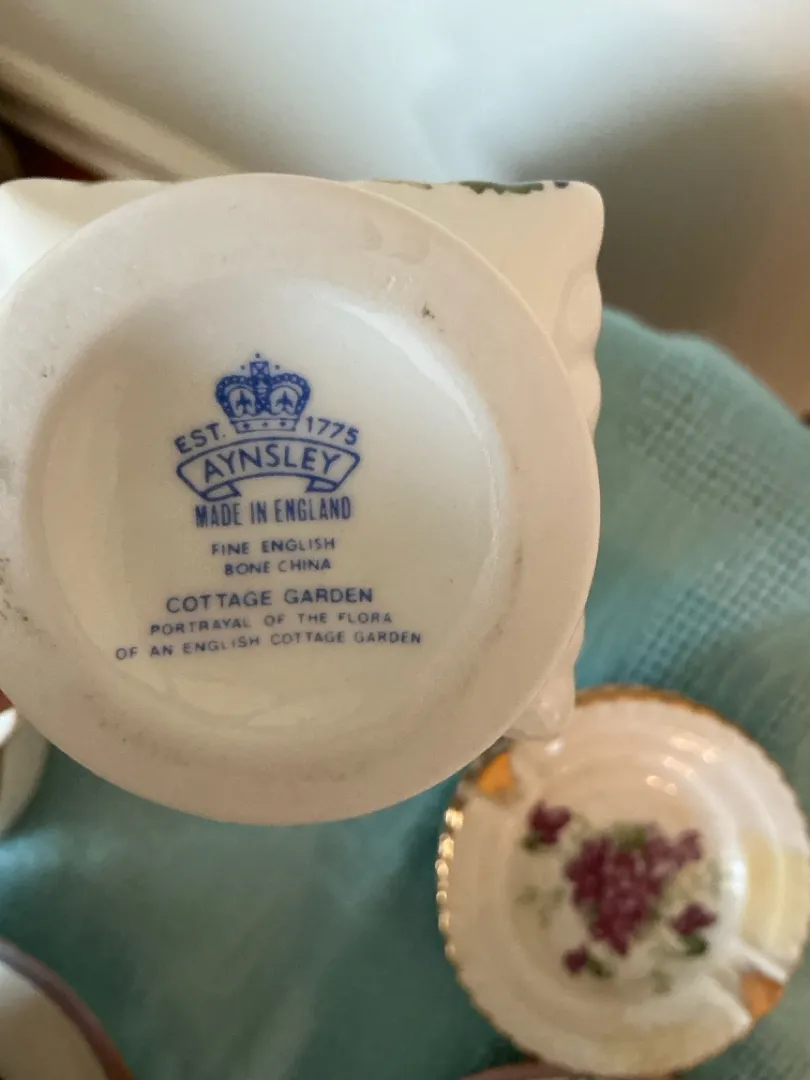 EST. 1775
AYNSLEY
MADE IN ENGLAND
FINE ENGLISH
BONE CHINA
COTTAGE GARDEN
PORTRAYAL OF THE FLORA
OF AN ENGLISH COTTAGE GARDEN